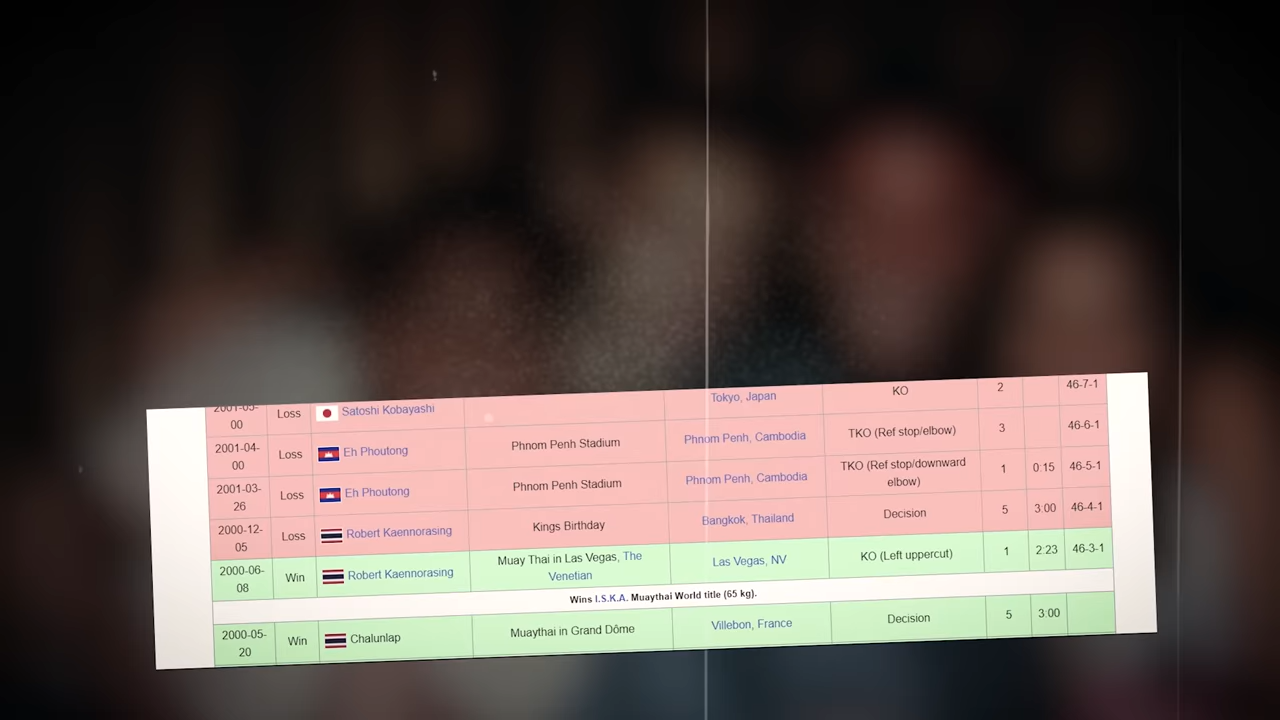 2001-05-00 Loss Satoshi Kobayashi Tokyo, Japan KO 2 46-7-1
2001-04-00 Loss Eh Phoutong Phnom Penh Stadium Phnom Penh, Cambodia TKO (Ref stop/elbow) 3 46-6-1
2001-03-26 Loss Eh Phoutong Phnom Penh Stadium Phnom Penh, Cambodia TKO (Ref stop/downward elbow) 1 0:15 46-5-1
2000-12-05 Loss Robert Kaennorasing Kings Birthday Bangkok, Thailand Decision 5 3:00 46-4-1
2000-06-08 Win Robert Kaennorasing Muay Thai in Las Vegas, The Venetian Las Vegas, NV KO (Left uppercut) 1 2:23 46-3-1
Wins I.S.K.A. Muaythai World title (65 kg).
2000-05-20 Win Chalunlap Muaythai in Grand Dôme Villebon, France Decision 5 3:00